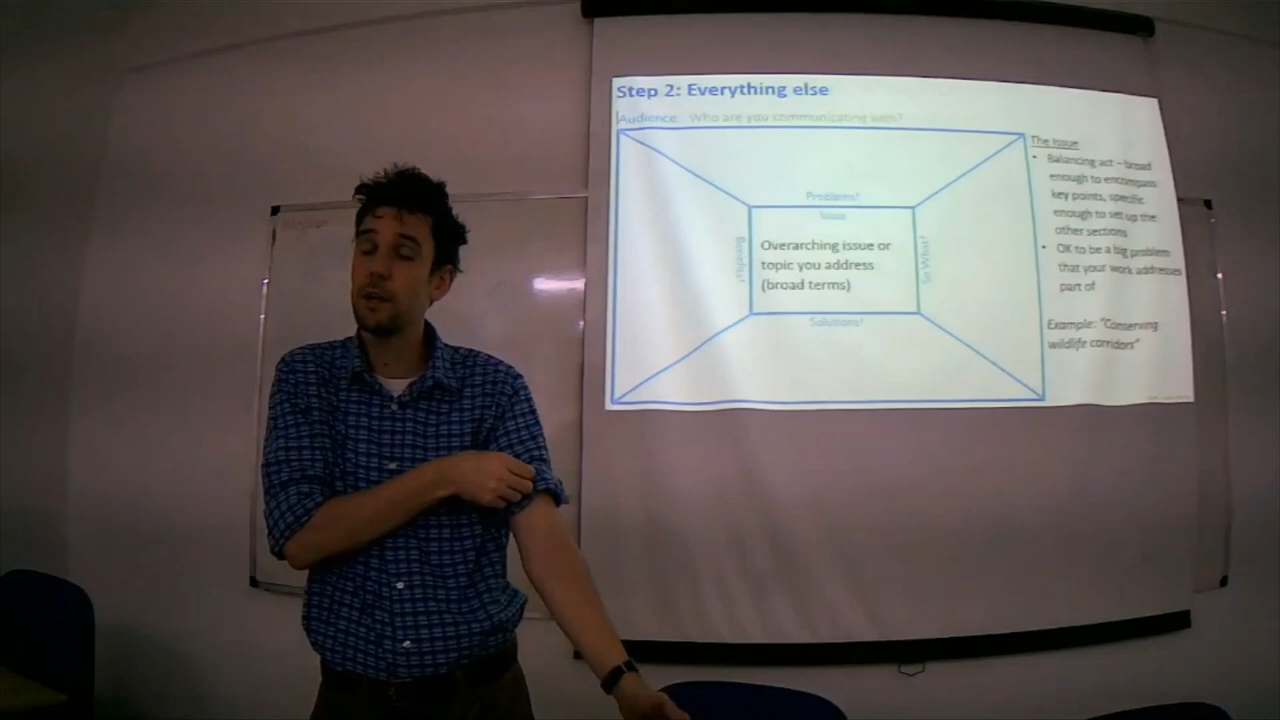 Step 2: Everything else
Audience: Who are you communicating with?
Problems?
Issue
Benefits?
Overarching issue or
topic you address
(broad terms)
So What?
Solutions?
The Issue
• Balancing act – broad
enough to encompass
key points, specific
enough to set up the
other sections
• OK to be a big problem
that your work addresses
part of
Example: "Conserving
wildlife corridors"